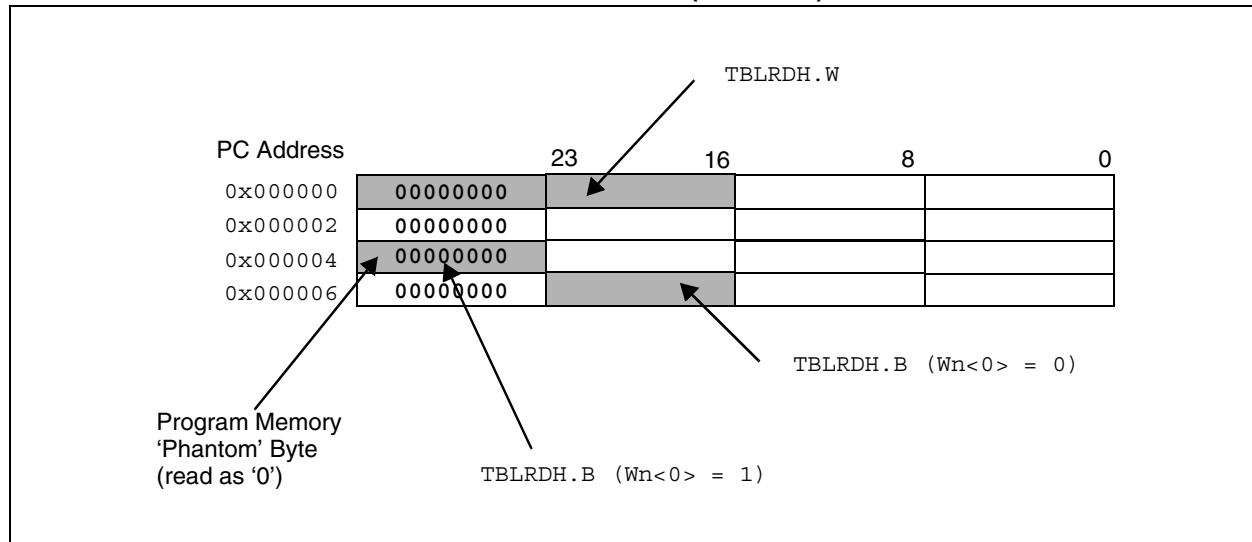 TBLRDH.W
PC Address
23 16 8 0
0x000000 00000000
0x000002 00000000
0x000004 00000000
0x000006 00000000
TBLRDH.B (Wn<0> = 0)
Program Memory
‘Phantom’ Byte
(read as ‘0’)
TBLRDH.B (Wn<0> = 1)